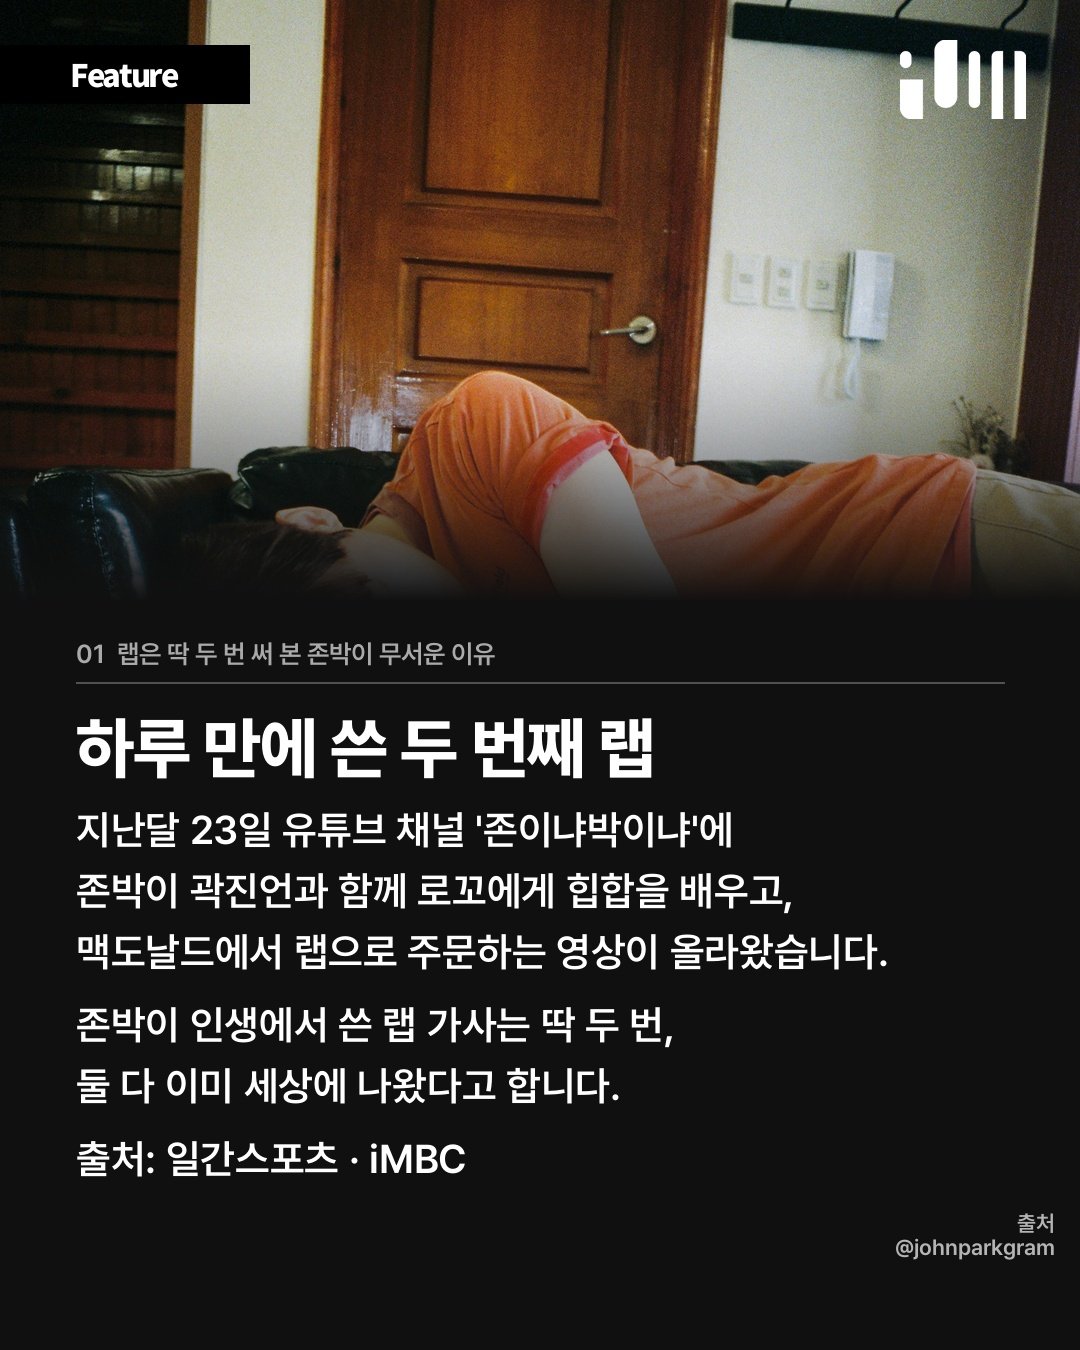 Feature
01 랩은 딱 두 번 써 본 존박이 무서운 이유
하루 만에 쓴 두 번째 랩
지난달 23일 유튜브 채널 '존이냐박이냐'에
존박이 곽진언과 함께 로꼬에게 힙합을 배우고,
맥도날드에서 랩으로 주문하는 영상이 올라왔습니다.
존박이 인생에서 쓴 랩 가사는 딱 두 번,
둘 다 이미 세상에 나왔다고 합니다.
출처: 일간스포츠 · iMBC
출처
@johnparkgram